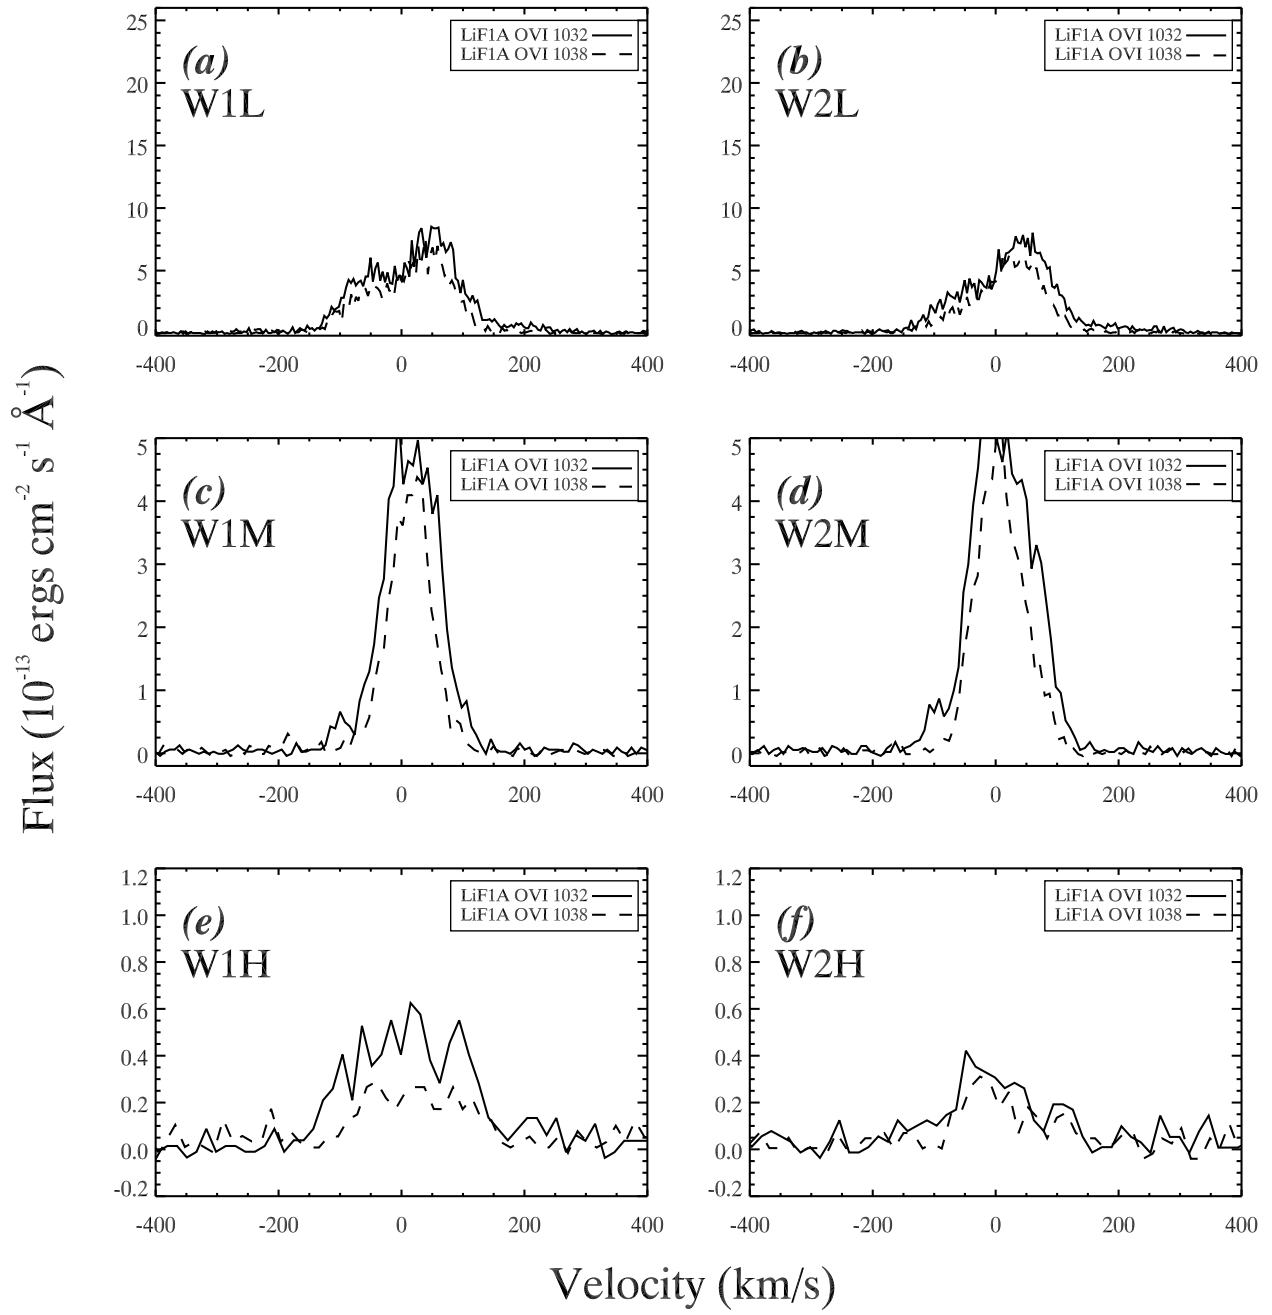 LiF1A OVI 1032
LiF1A OVI 1038
(a)
W1L
25
20
15
10
5
0
-400 -200 0 200 400
LiF1A OVI 1032
LiF1A OVI 1038
(b)
W2L
25
20
15
10
5
0
-400 -200 0 200 400
Flux (10⁻¹³ ergs cm⁻² s⁻¹ Å⁻¹)
LiF1A OVI 1032
LiF1A OVI 1038
(c)
W1M
5
4
3
2
1
0
-400 -200 0 200 400
LiF1A OVI 1032
LiF1A OVI 1038
(d)
W2M
5
4
3
2
1
0
-400 -200 0 200 400
LiF1A OVI 1032
LiF1A OVI 1038
(e)
W1H
1.2
1.0
0.8
0.6
0.4
0.2
0.0
-0.2
-400 -200 0 200 400
LiF1A OVI 1032
LiF1A OVI 1038
(f)
W2H
1.2
1.0
0.8
0.6
0.4
0.2
0.0
-0.2
-400 -200 0 200 400
Velocity (km/s)